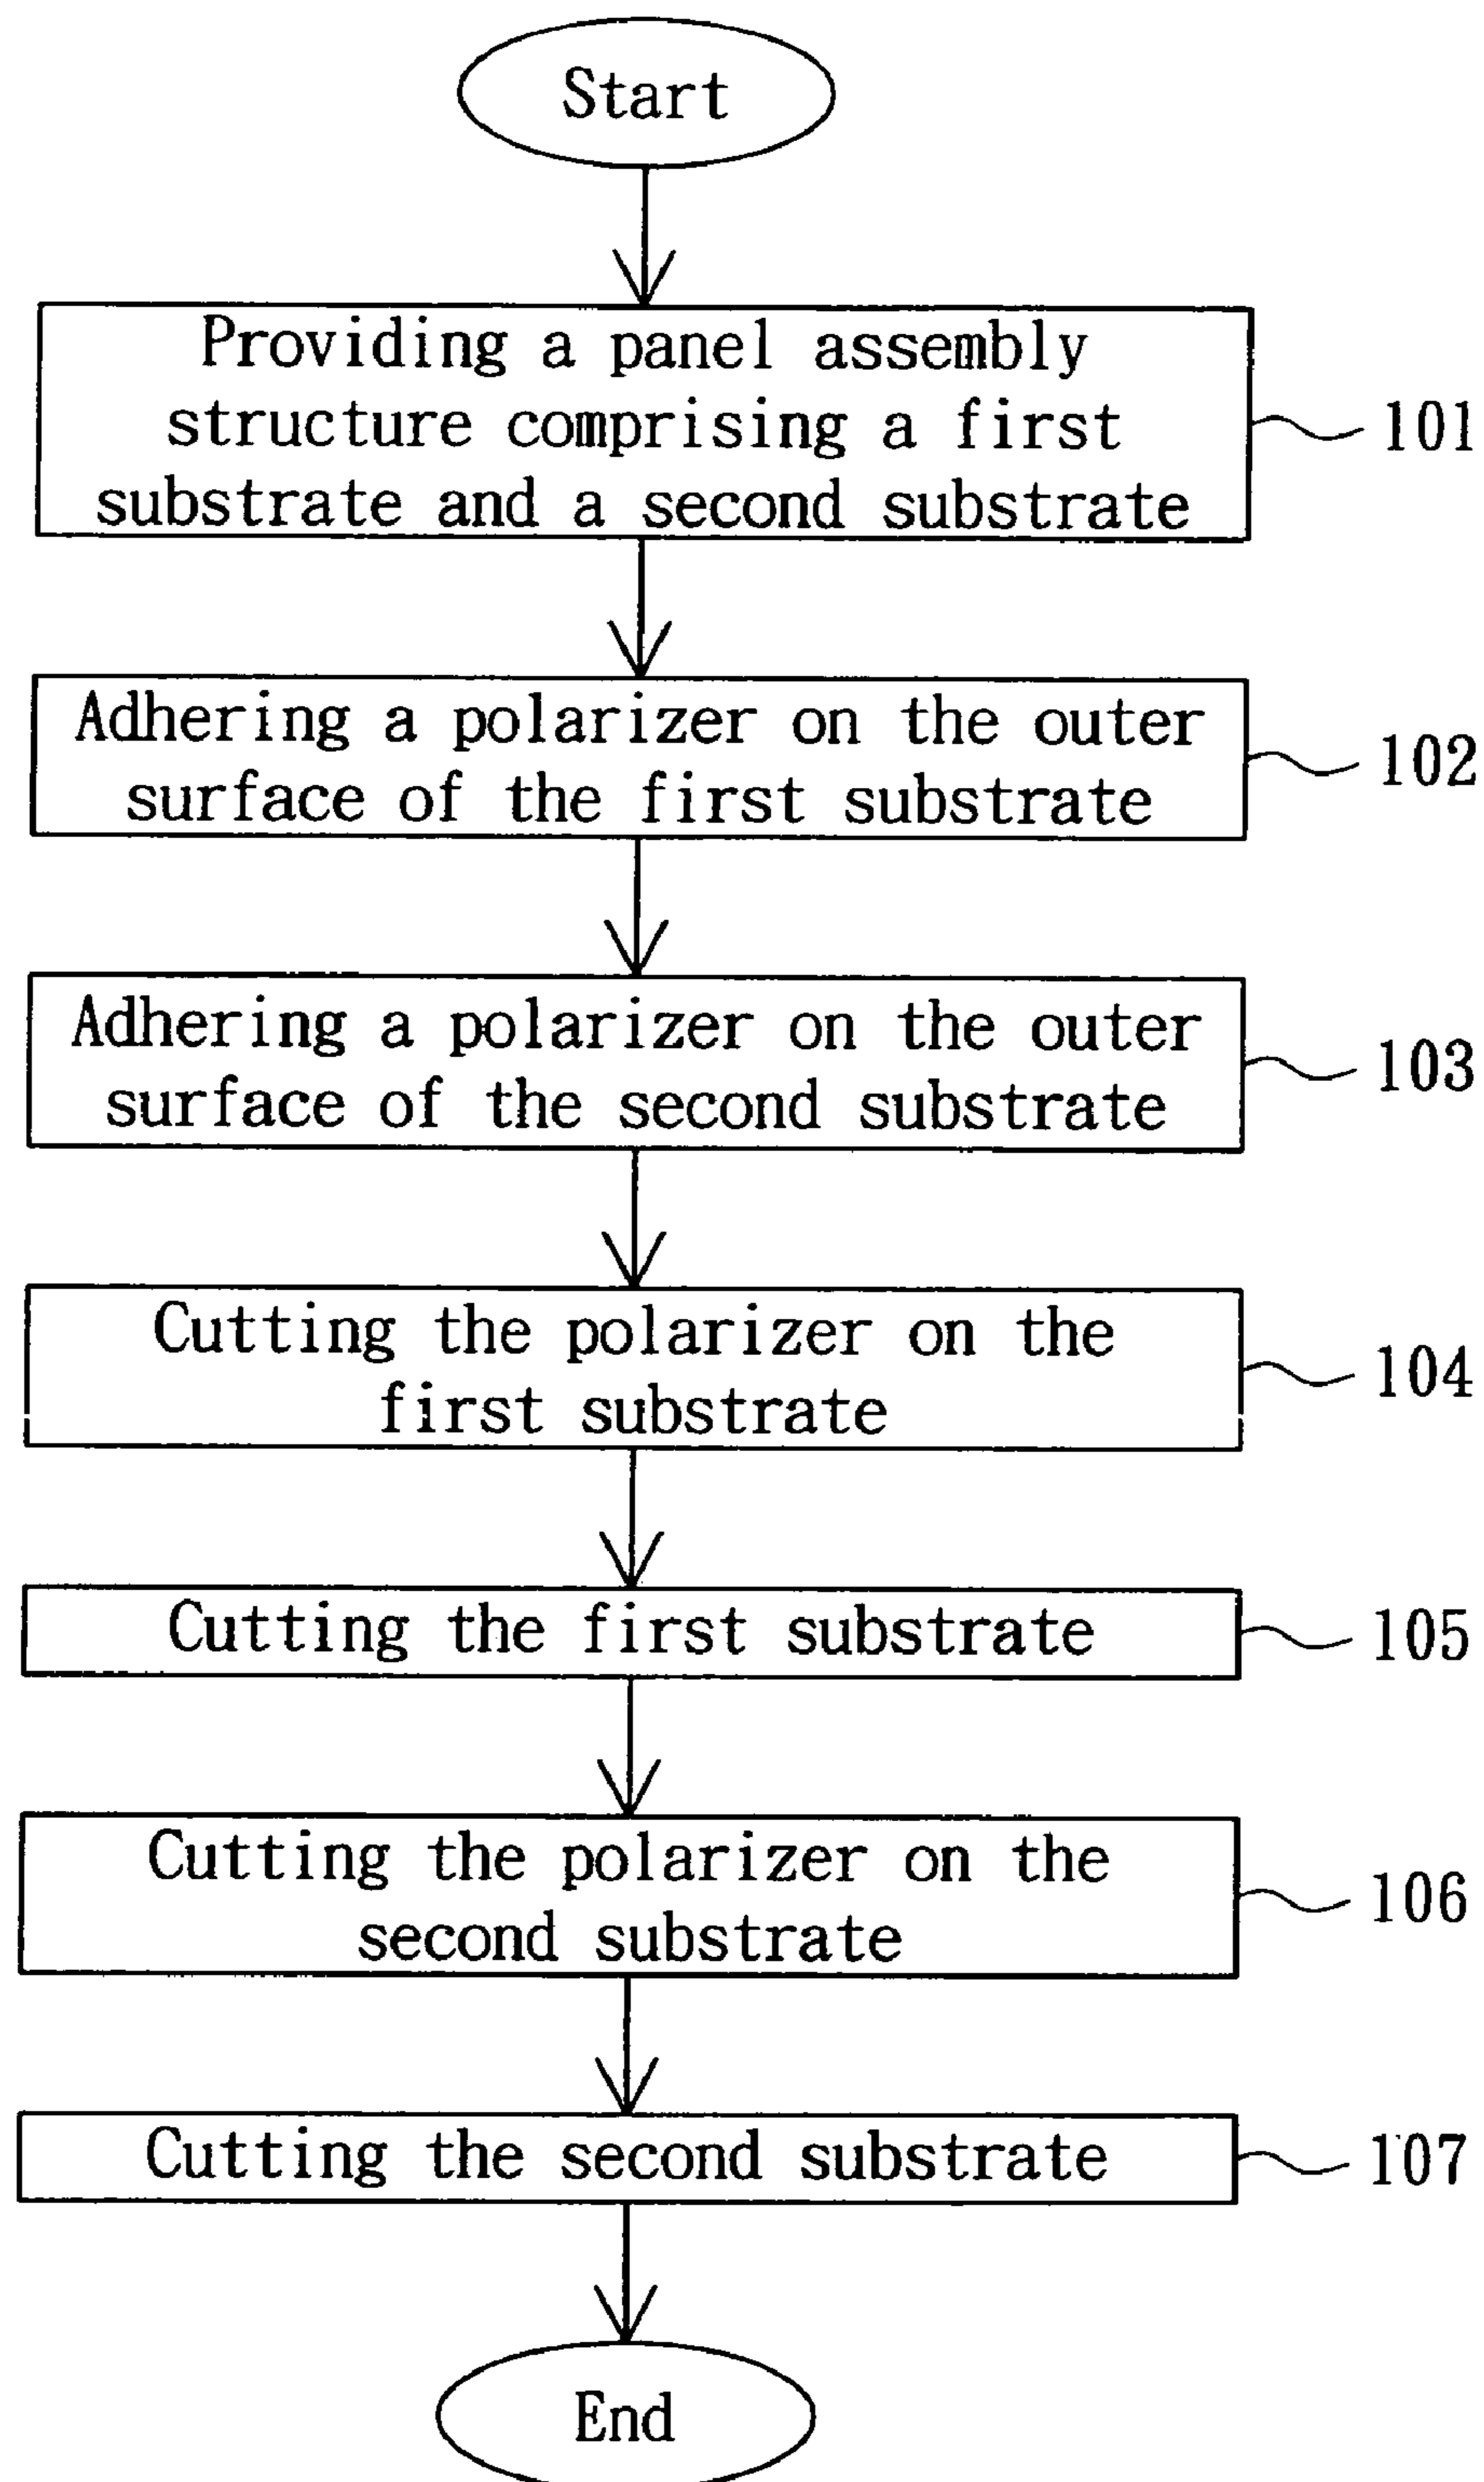 Start
Providing a panel assembly
structure comprising a first
substrate and a second substrate
101
Adhering a polarizer on the outer
surface of the first substrate
102
Adhering a polarizer on the outer
surface of the second substrate
103
Cutting the polarizer on the
first substrate
104
Cutting the first substrate
105
Cutting the polarizer on the
second substrate
106
Cutting the second substrate
107
End